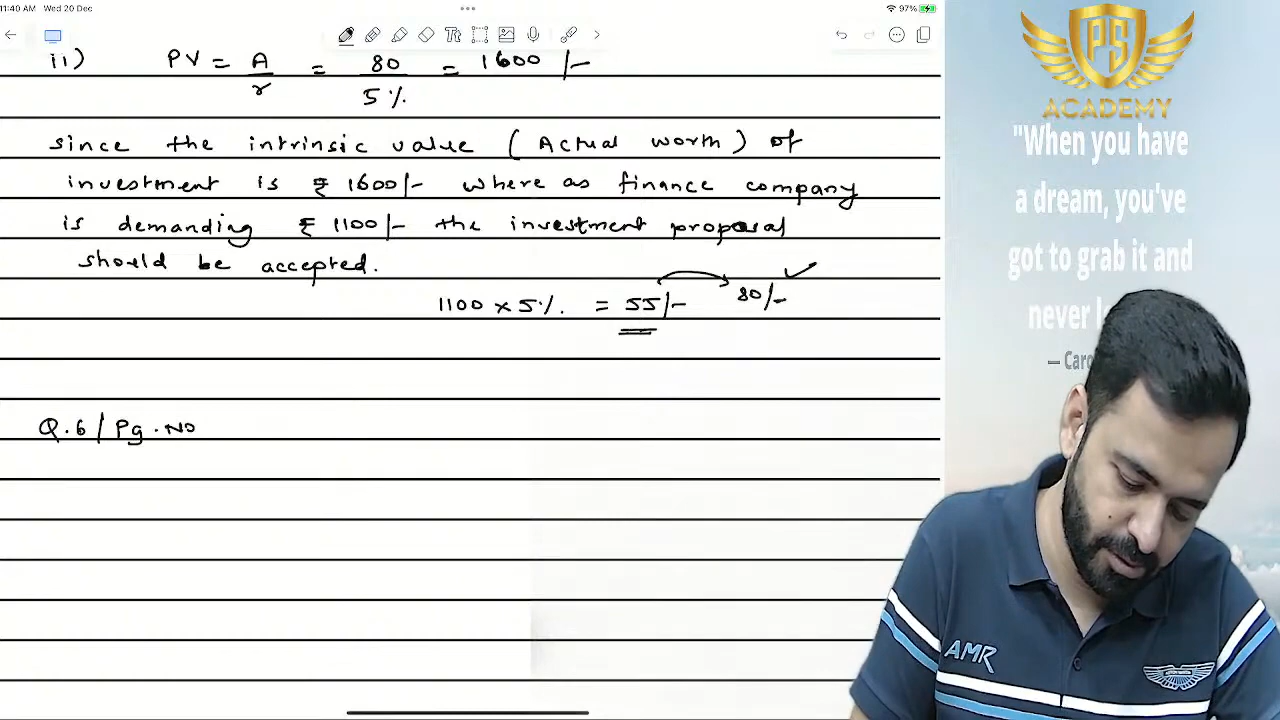 11:40 AM Wed 20 Dec
97%
ii) PV = A/r = 80/5% = 1600/-
since the intrinsic value (Actual worth) of
investment is ₹ 1600/- where as finance company
is demanding ₹ 1100/- the investment proposal
should be accepted.
1100 x 5%. = 55/- 80/- ✓
Q.6/Pg.No
PS
ACADEMY
"When you have
a dream, you've
got to grab it and
never l
— Caro
AMR